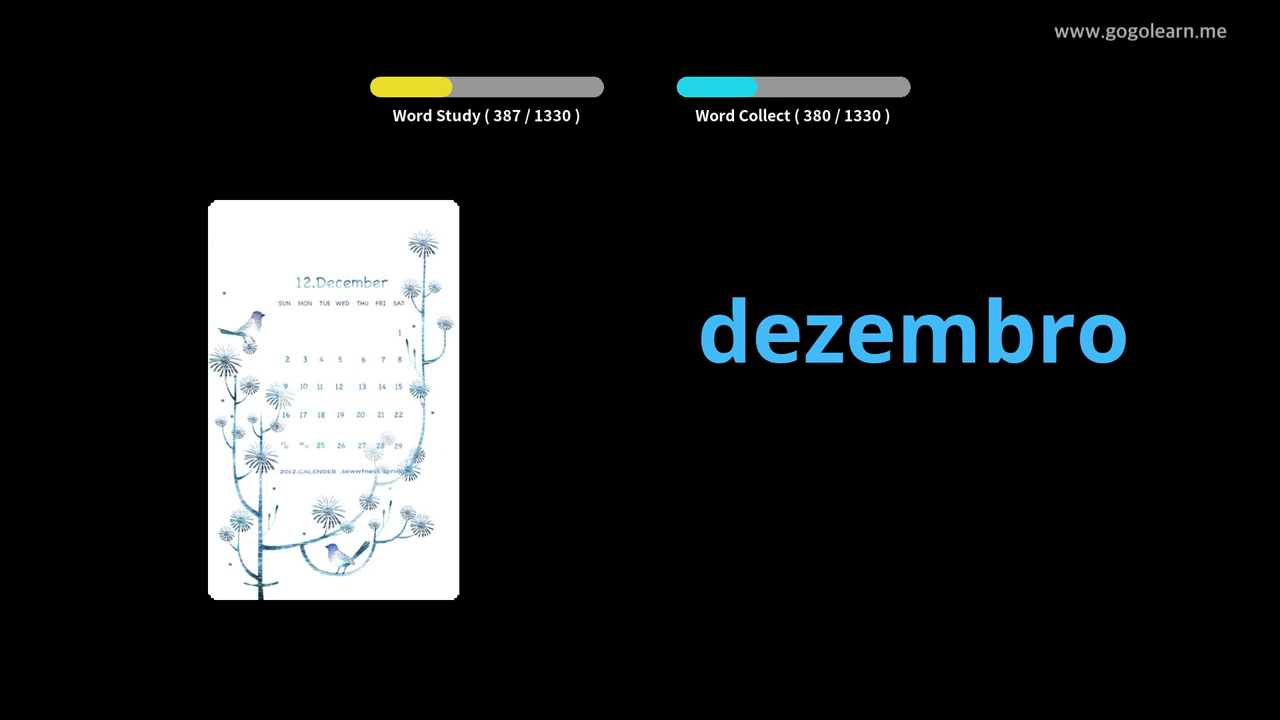 www.gogolearn.me
Word Study ( 387 / 1330 )
Word Collect ( 380 / 1330 )
12.December
SUN MON TUE WED THU FRI SAT
1
2 3 4 5 6 7 8
9 10 11 12 13 14 15
16 17 18 19 20 21 22
25 26 27 28 29
2012.CALENDER .sewwtness spring
dezembro